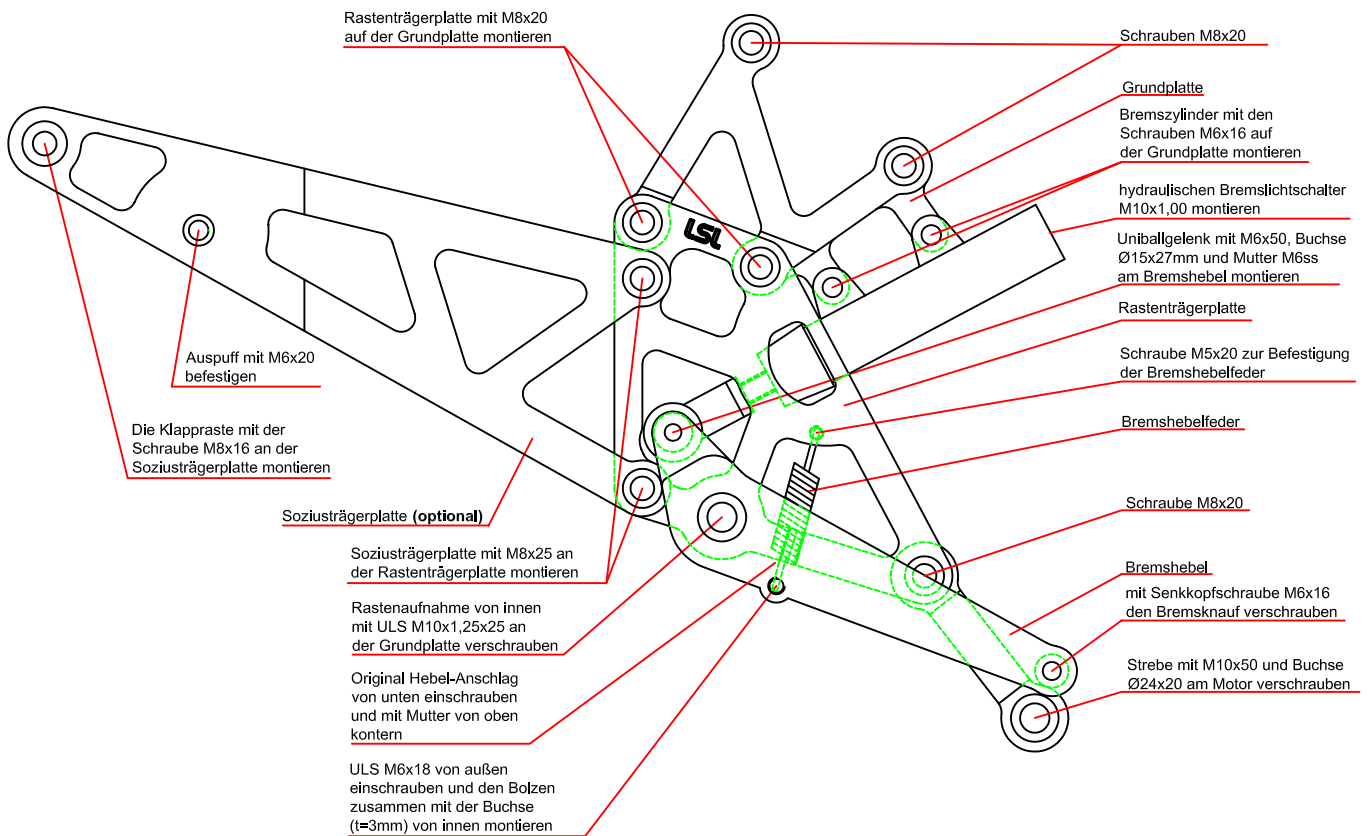 Rastenträgerplatte mit M8x20
auf der Grundplatte montieren
Schrauben M8x20
Grundplatte
Bremszylinder mit den
Schrauben M6x16 auf
der Grundplatte montieren
hydraulischen Bremslichtschalter
M10x1,00 montieren
Uniballgelenk mit M6x50, Buchse
Ø15x27mm und Mutter M6ss
am Bremshebel montieren
Rastenträgerplatte
Schraube M5x20 zur Befestigung
der Bremshebelfeder
Bremshebelfeder
Schraube M8x20
Bremshebel
mit Senkkopfschraube M6x16
den Bremsknauf verschrauben
Strebe mit M10x50 und Buchse
Ø24x20 am Motor verschrauben
LSL
Auspuff mit M6x20
befestigen
Die Klappraste mit der
Schraube M8x16 an der
Soziusträgerplatte montieren
Soziusträgerplatte (optional)
Soziusträgerplatte mit M8x25 an
der Rastenträgerplatte montieren
Rastenaufnahme von innen
mit ULS M10x1,25x25 an
der Grundplatte verschrauben
Original Hebel-Anschlag
von unten einschrauben
und mit Mutter von oben
kontern
ULS M6x18 von außen
einschrauben und den Bolzen
zusammen mit der Buchse
(t=3mm) von innen montieren